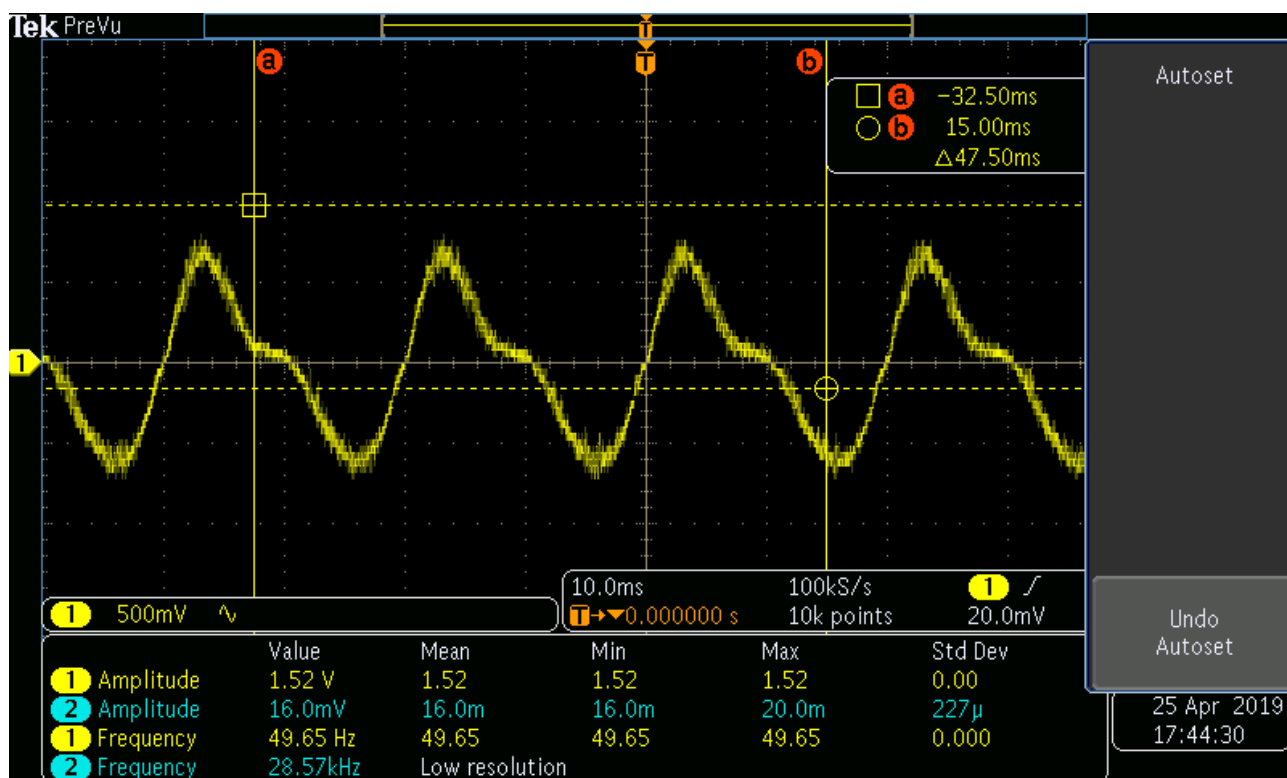 Tek PreVu
T
a T b
Autoset
a -32.50ms
b 15.00ms
Δ47.50ms
1
10.0ms 100kS/s 1
1 500mV
T→▼0.000000 s 10k points 20.0mV
Undo
Autoset
Value Mean Min Max Std Dev
1 Amplitude 1.52 V 1.52 1.52 1.52 0.00
2 Amplitude 16.0mV 16.0m 16.0m 20.0m 227µ
1 Frequency 49.65 Hz 49.65 49.65 49.65 0.000
2 Frequency 28.57kHz Low resolution
25 Apr 2019
17:44:30